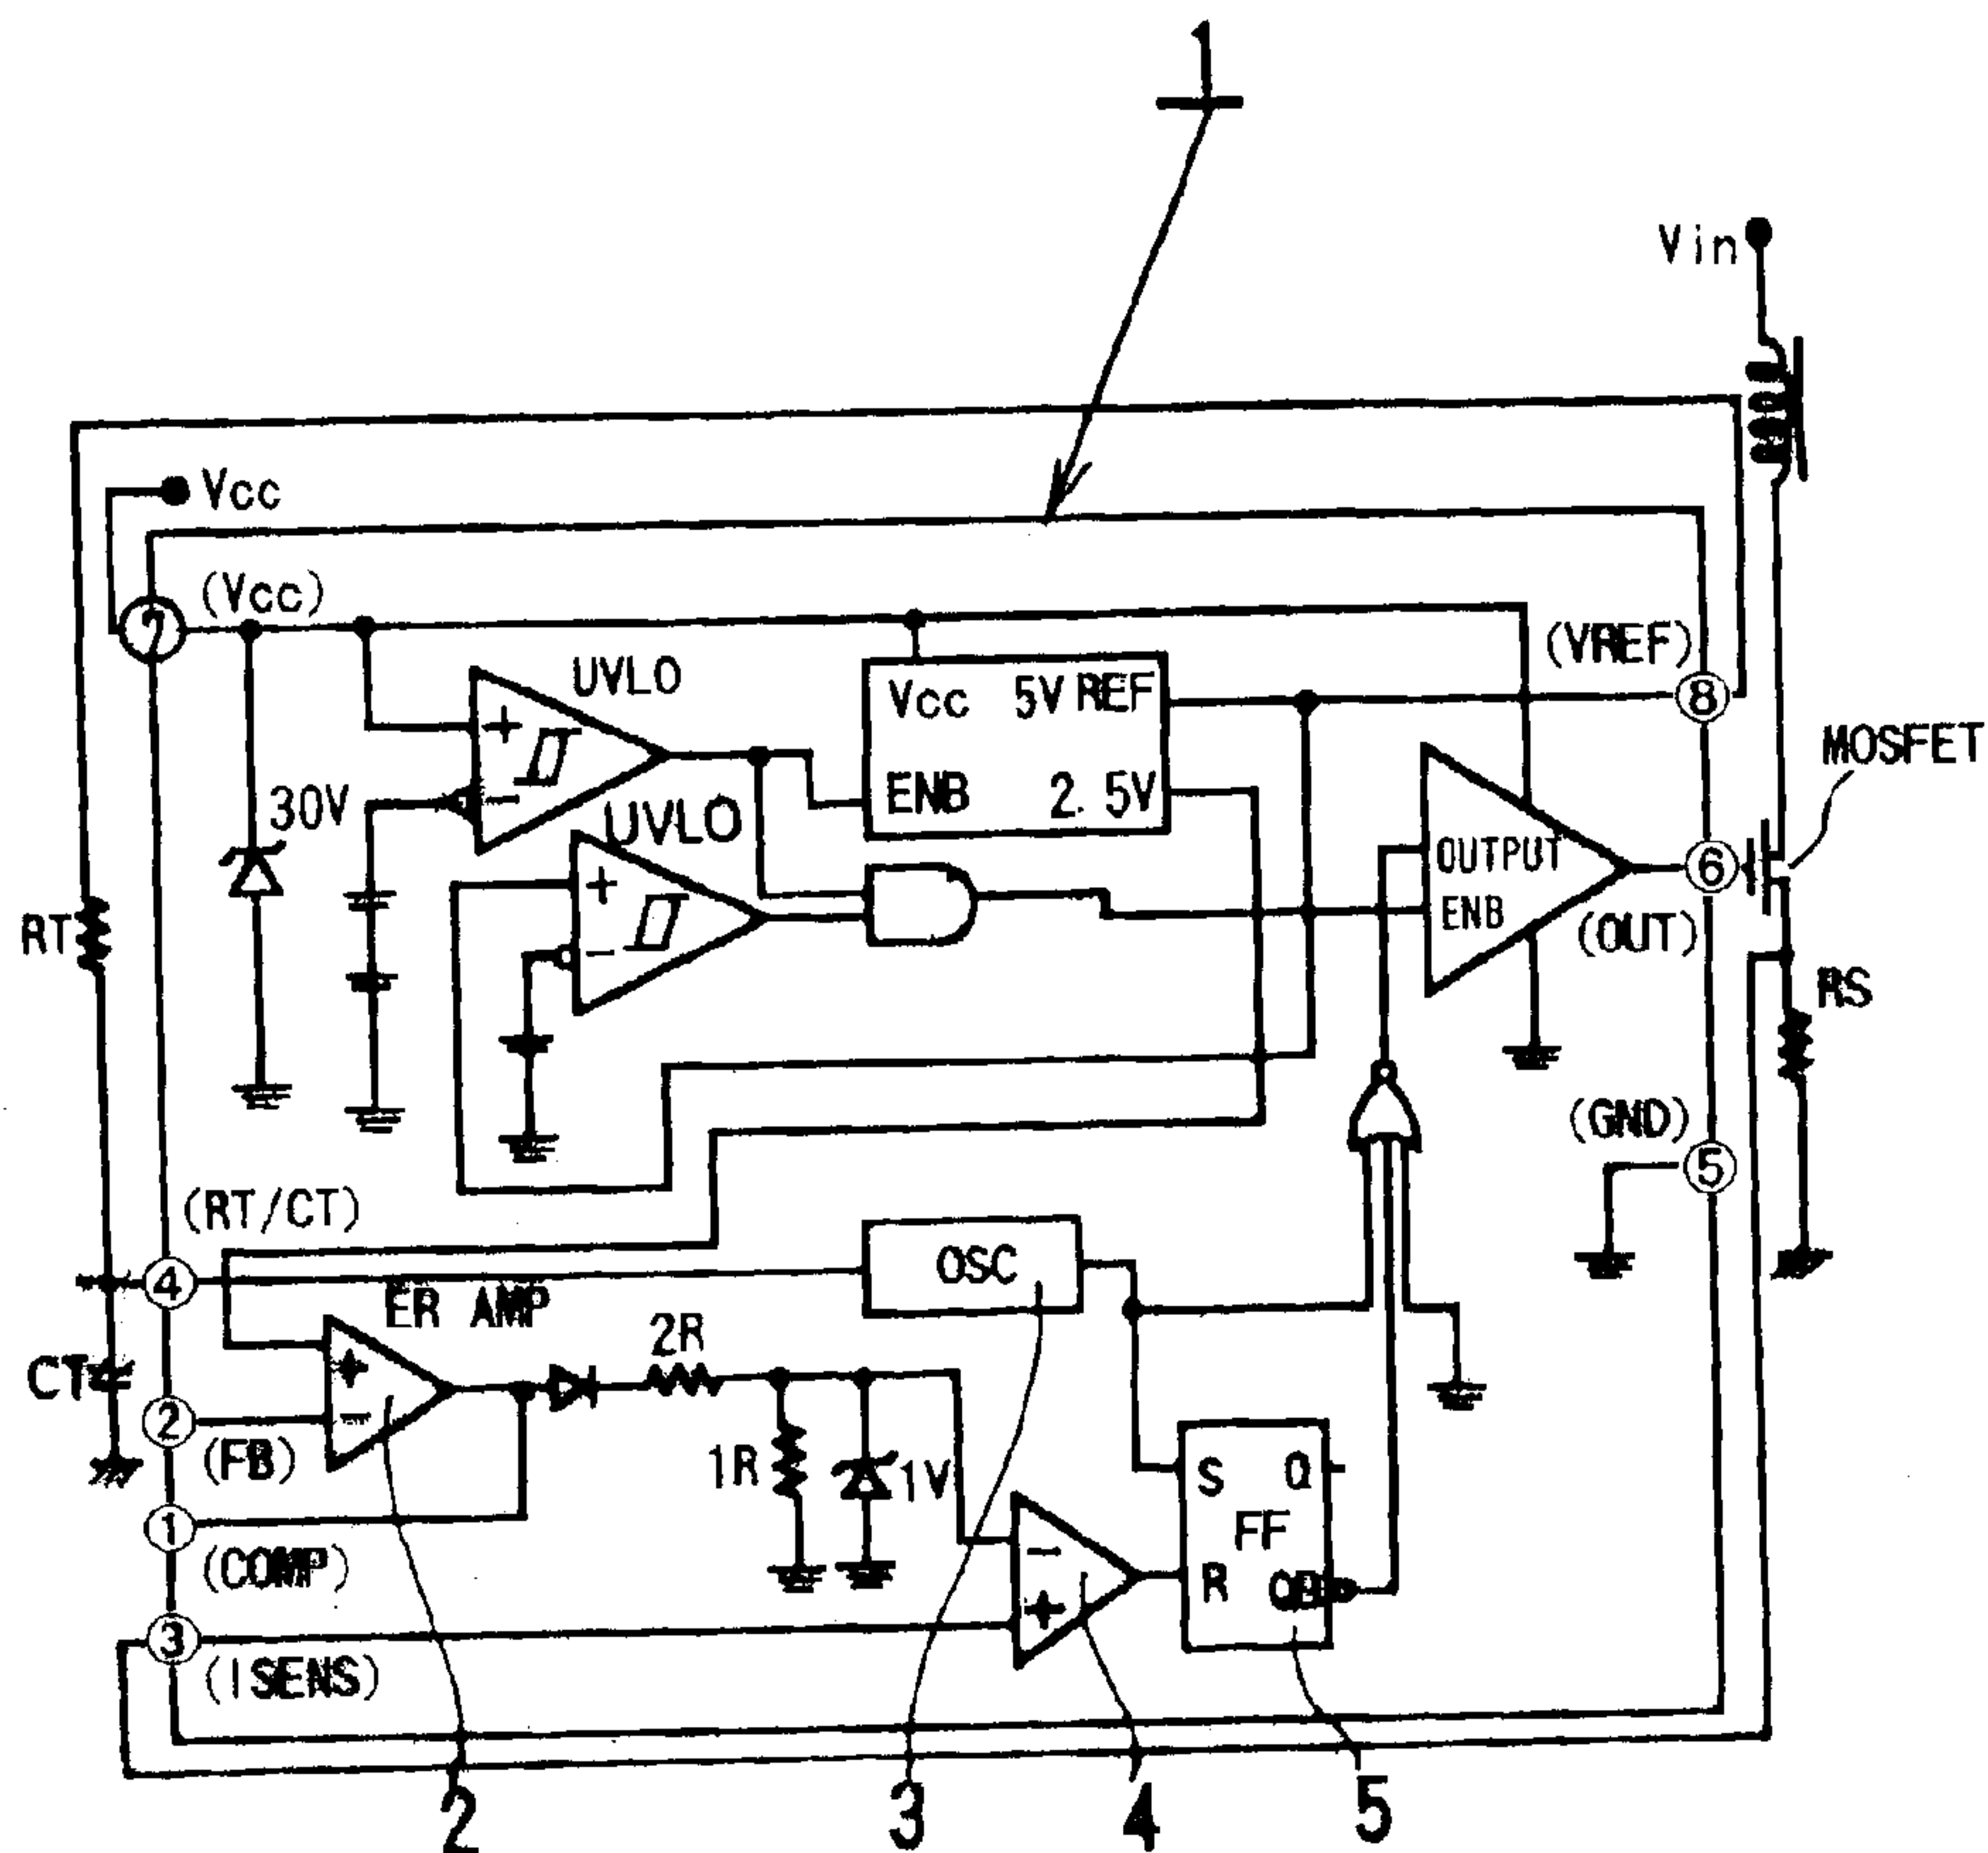 1
Vin
Vcc
(Vcc)
7
UVLO
Vcc 5V REF
ENB 2.5V
(VREF)
8
MOSFET
30V
+
-
UVLO
+
-
OUTPUT
ENB
6
(OUT)
RT
RS
(GND)
5
(RT/CT)
4
OSC
ER AMP
2R
CT
+
-
2
(FB)
1R
1V
S Q
FF
R QB
1
(COMP)
-
+
3
(ISENS)
2
3
4
5